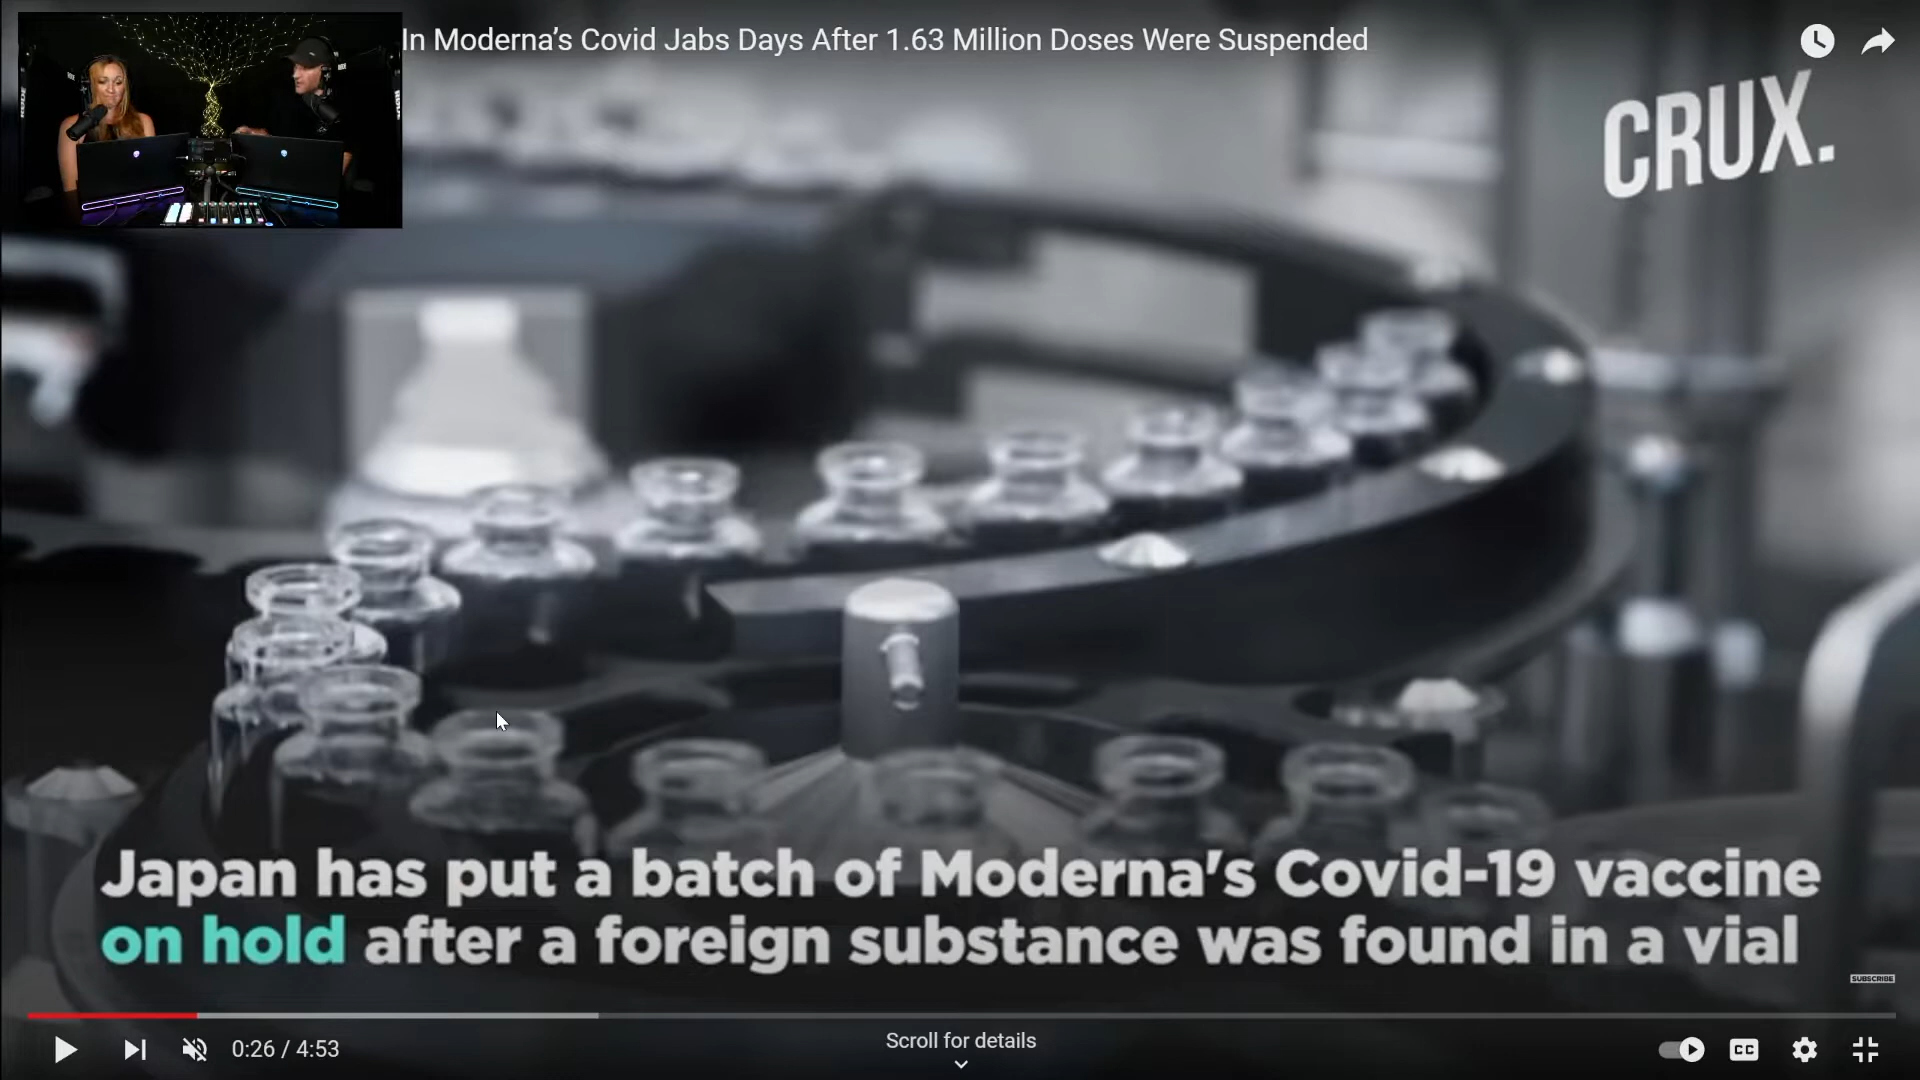 In Moderna’s Covid Jabs Days After 1.63 Million Doses Were Suspended
CRUX.
RODE
Japan has put a batch of Moderna's Covid-19 vaccine
on hold after a foreign substance was found in a vial
SUBSCRIBE
0:26 / 4:53
Scroll for details
CC